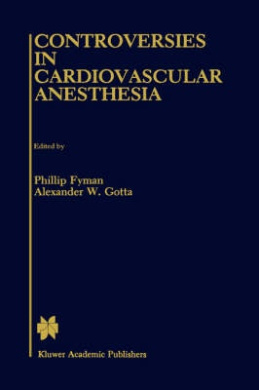 CONTROVERSIES
IN
CARDIOVASCULAR
ANESTHESIA
Edited by
Phillip Fyman
Alexander W. Gotta
Kluwer Academic Publishers